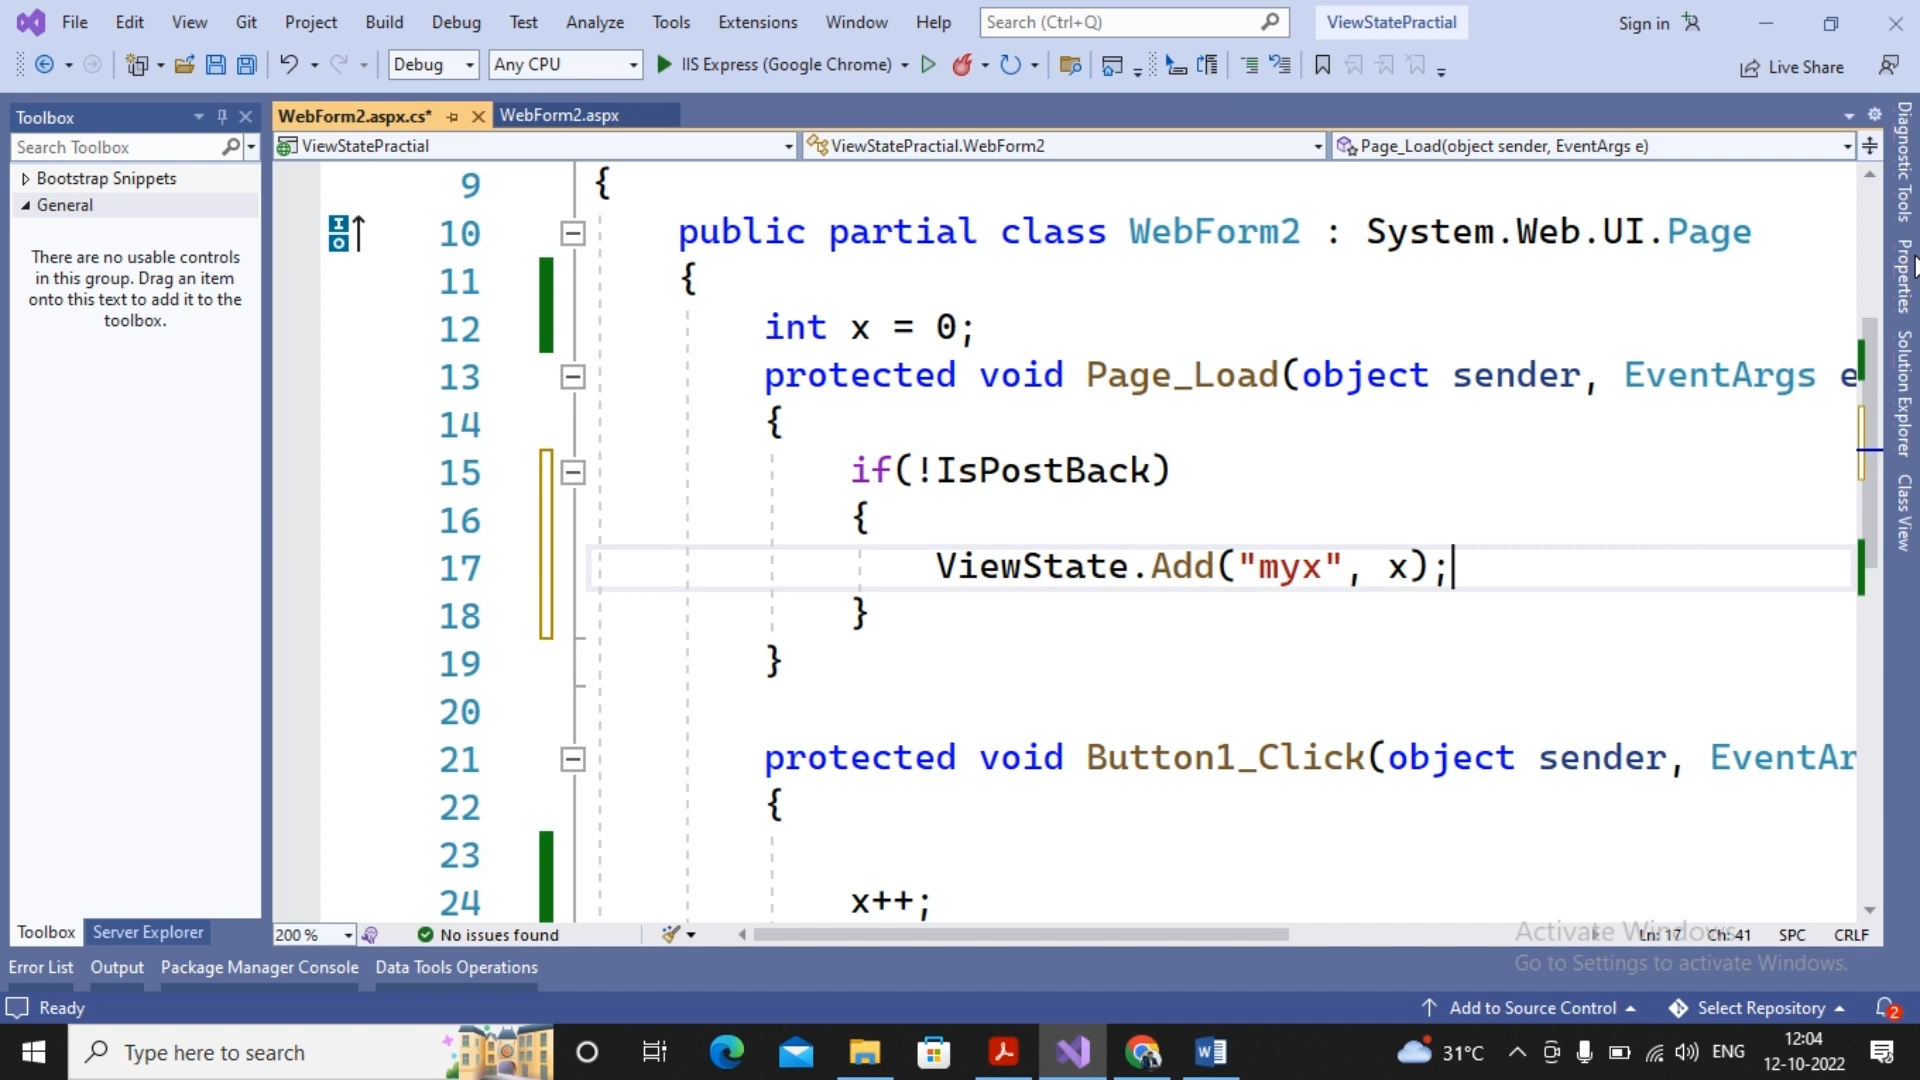 File Edit View Git Project Build Debug Test Analyze Tools Extensions Window Help Search (Ctrl+Q) ViewStatePractial Sign in
Debug Any CPU IIS Express (Google Chrome) Live Share
Toolbox
Search Toolbox
Bootstrap Snippets
General
There are no usable controls
in this group. Drag an item
onto this text to add it to the
toolbox.
Toolbox Server Explorer
WebForm2.aspx.cs* WebForm2.aspx
ViewStatePractial ViewStatePractial.WebForm2 Page_Load(object sender, EventArgs e)
9 {
10 public partial class WebForm2 : System.Web.UI.Page
11 {
12 int x = 0;
13 protected void Page_Load(object sender, EventArgs e
14 {
15 if(!IsPostBack)
16 {
17 ViewState.Add("myx", x);
18 }
19 }
20
21 protected void Button1_Click(object sender, EventAr
22 {
23
24 x++;
200 % No issues found Ln: 17 Ch: 41 SPC CRLF
Diagnostic Tools
Properties
Solution Explorer
Class View
Activate Windows
Go to Settings to activate Windows.
Error List Output Package Manager Console Data Tools Operations
Ready Add to Source Control Select Repository 2
Type here to search 31°C ENG 12:04
12-10-2022